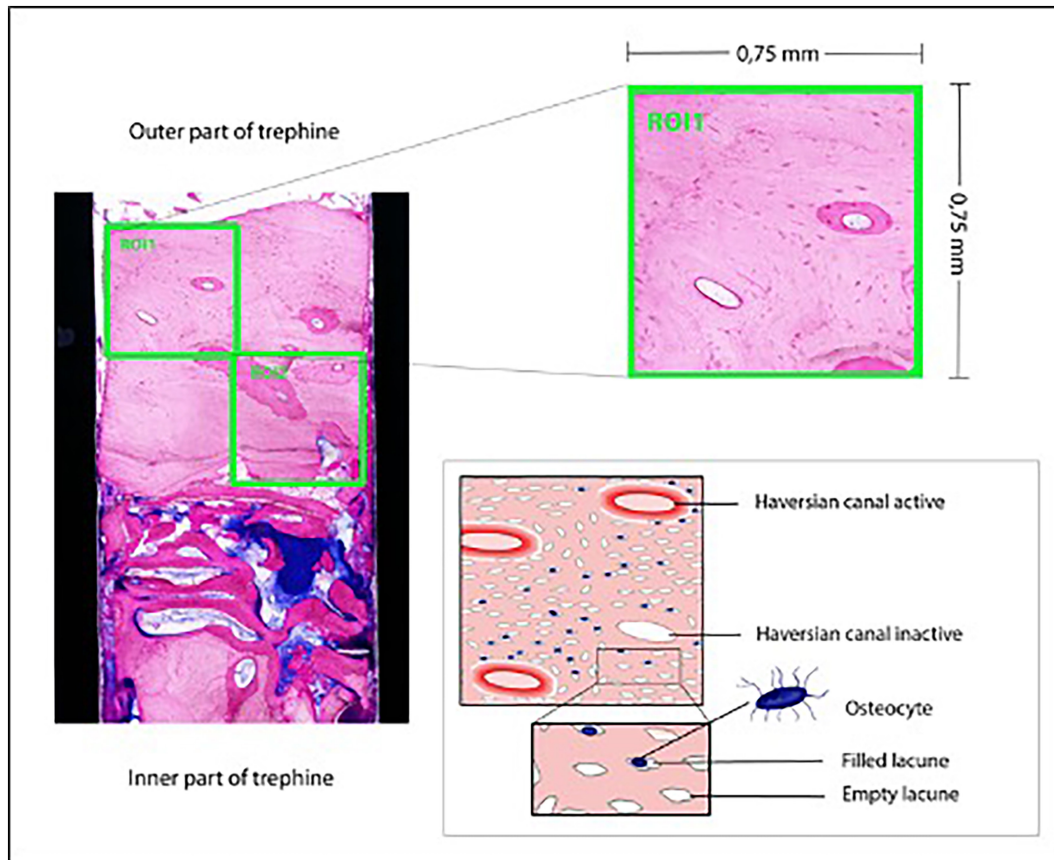 0,75 mm
Outer part of trephine
ROI1
0,75 mm
ROI1
ROI2
Haversian canal active
Haversian canal inactive
Osteocyte
Filled lacune
Empty lacune
Inner part of trephine